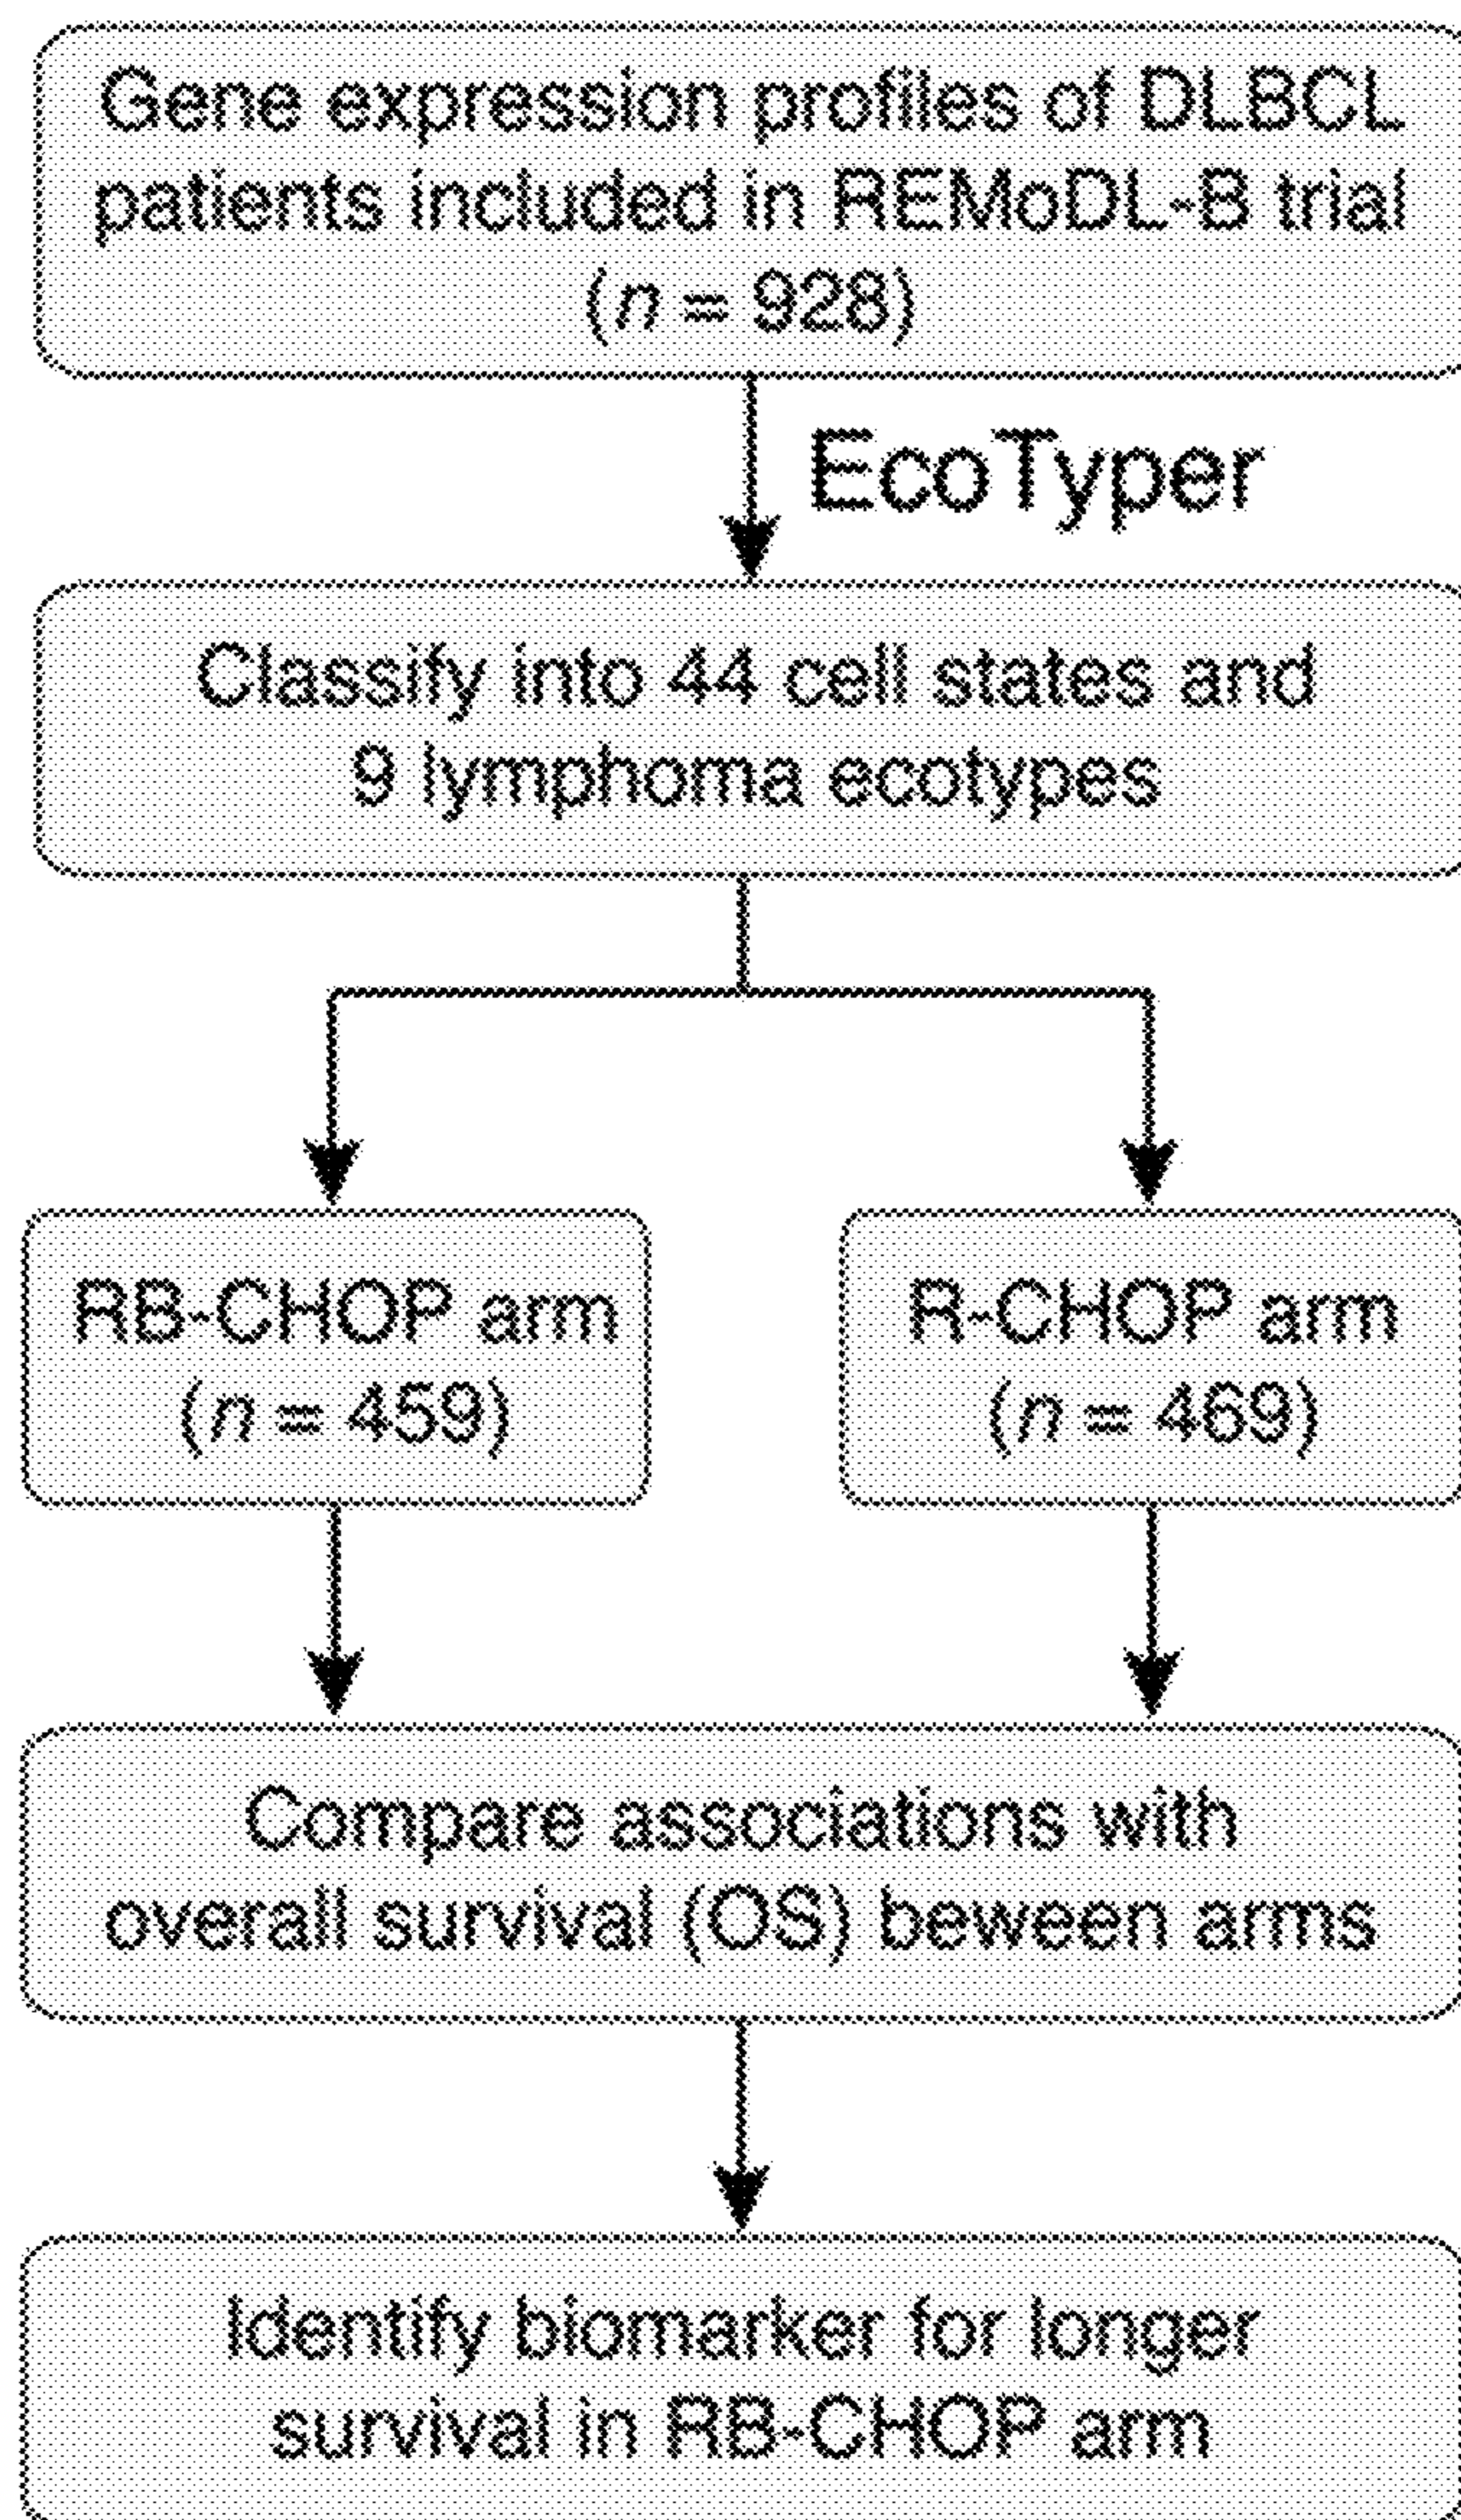 Gene expression profiles of DLBCL
patients included in REMoDL-B trial
(n = 928)
EcoTyper
Classify into 44 cell states and
9 lymphoma ecotypes
RB-CHOP arm
(n = 459)
R-CHOP arm
(n = 469)
Compare associations with
overall survival (OS) beween arms
Identify biomarker for longer
survival in RB-CHOP arm